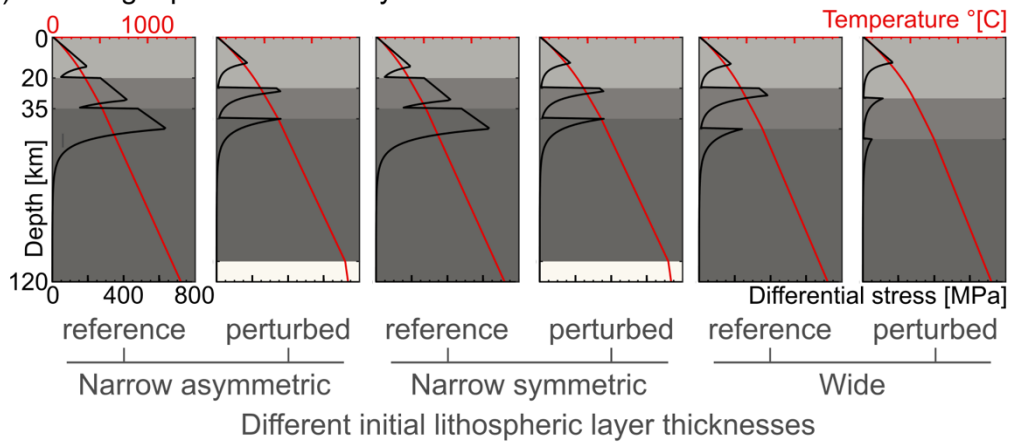 0 1000 Temperature °[C]
0
20
35
Depth [km]
120
0 400 800 Differential stress [MPa]
reference perturbed reference perturbed reference perturbed
Narrow asymmetric Narrow symmetric Wide
Different initial lithospheric layer thicknesses